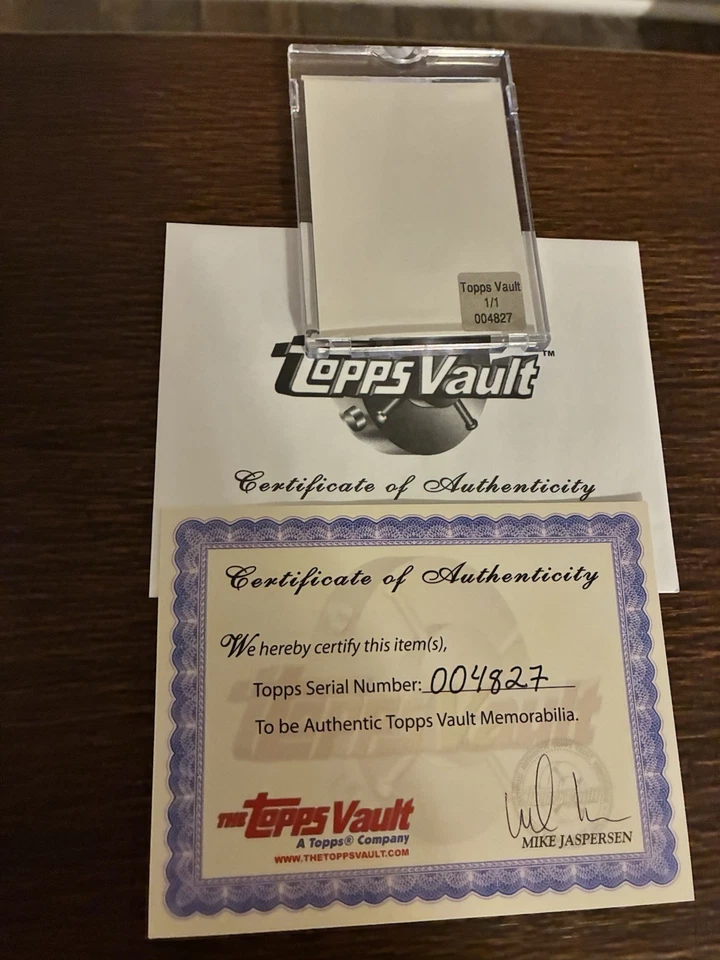 Topps Vault
1/1
004827
Topps Vault™
Certificate of Authenticity
Certificate of Authenticity
We hereby certify this item(s),
Topps Serial Number: 004827
To be Authentic Topps Vault Memorabilia.
THE Topps Vault
A Topps® Company
WWW.THETOPPSVAULT.COM
MIKE JASPERSEN